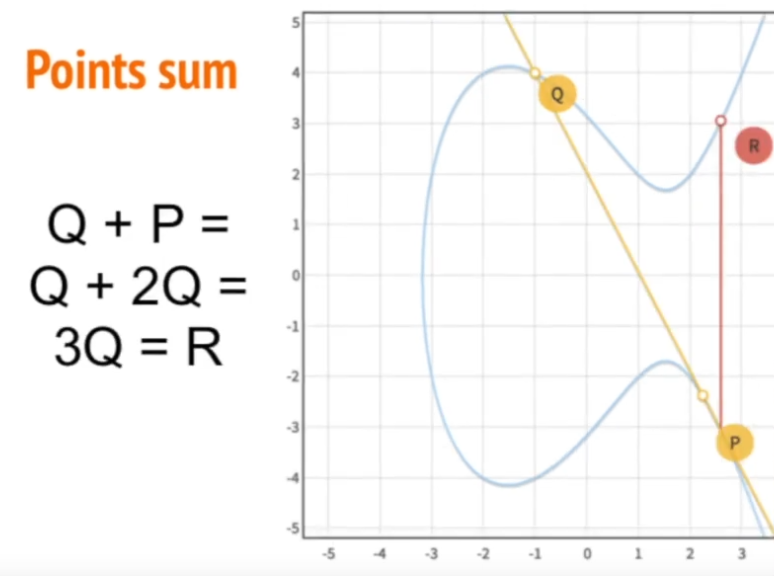 Points sum
Q + P =
Q + 2Q =
3Q = R
5
4
3
2
1
0
-1
-2
-3
-4
-5
-5 -4 -3 -2 -1 0 1 2 3
Q
R
P